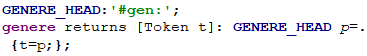 GENERE_HEAD:'#gen:';
genere returns [Token t]: GENERE_HEAD p=.
{t=p;};